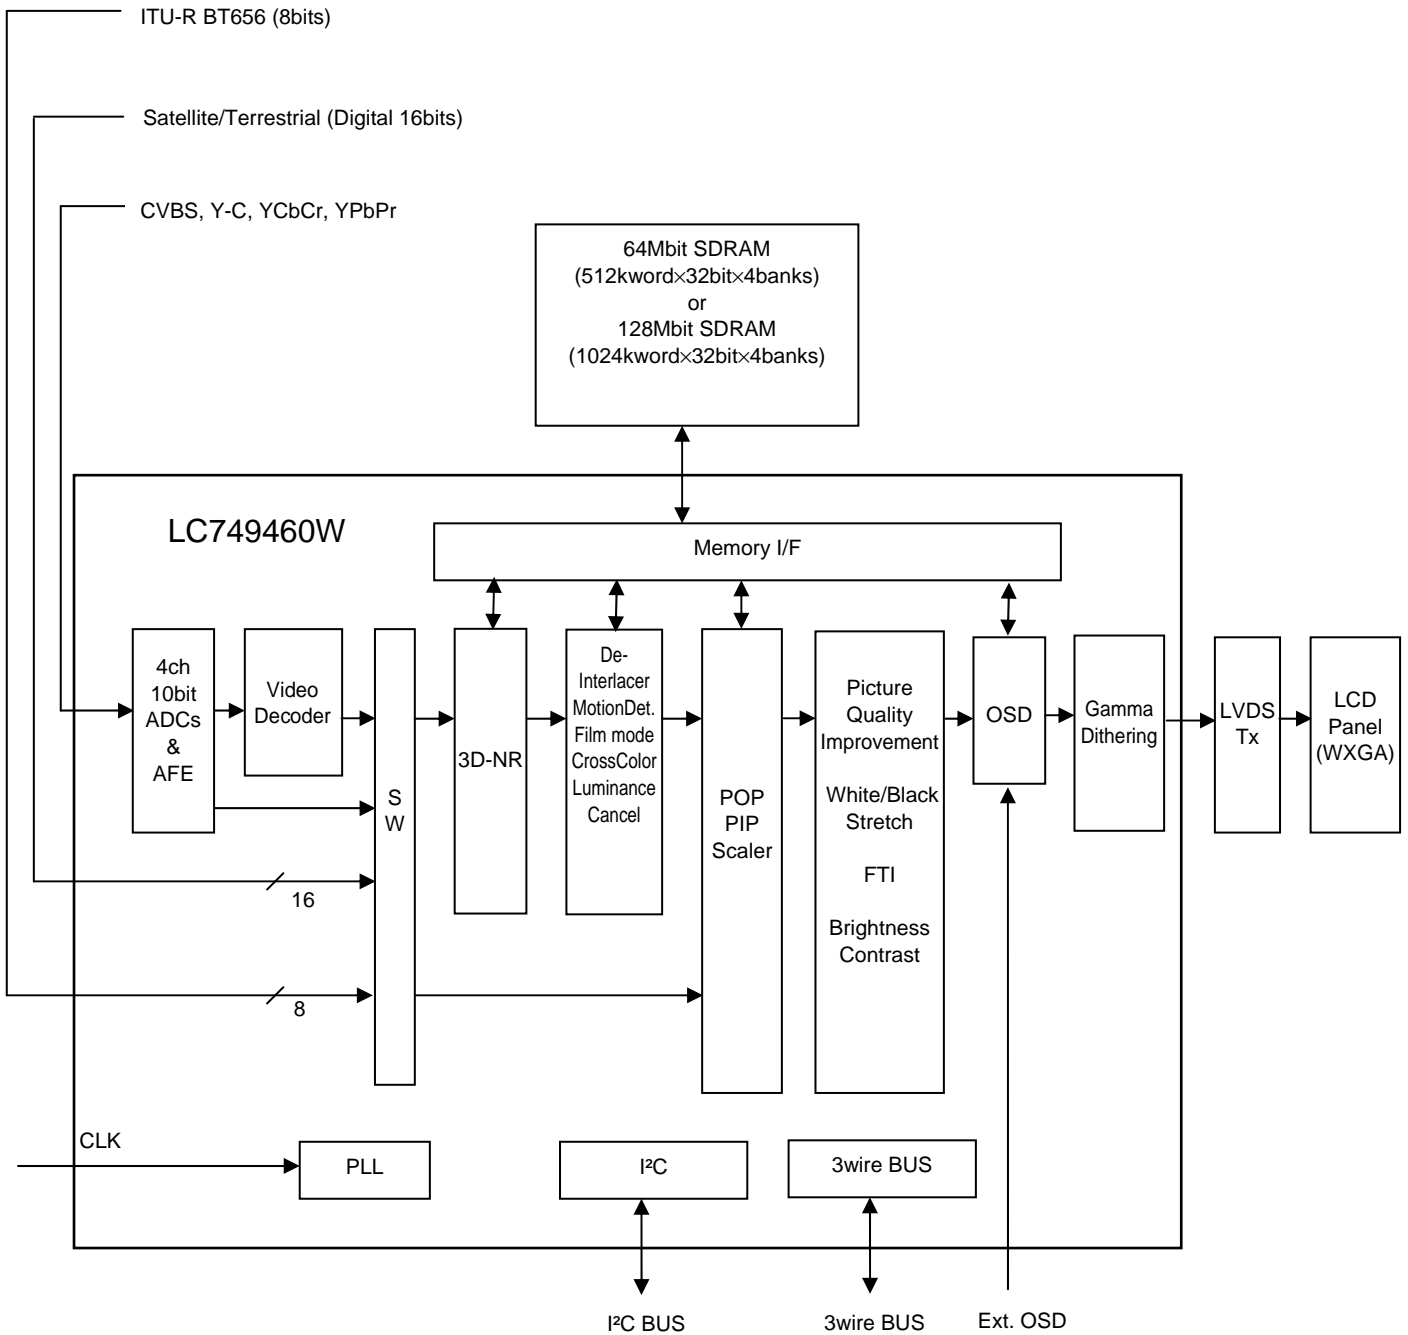 ITU-R BT656 (8bits)
Satellite/Terrestrial (Digital 16bits)
CVBS, Y-C, YCbCr, YPbPr
64Mbit SDRAM
(512kword×32bit×4banks)
or
128Mbit SDRAM
(1024kword×32bit×4banks)
LC749460W
Memory I/F
4ch
10bit
ADCs
&
AFE
Video
Decoder
S
W
3D-NR
De-
Interlacer
MotionDet.
Film mode
CrossColor
Luminance
Cancel
POP
PIP
Scaler
Picture
Quality
Improvement
White/Black
Stretch
FTI
Brightness
Contrast
OSD
Gamma
Dithering
LVDS
Tx
LCD
Panel
(WXGA)
16
8
CLK
PLL
I²C
3wire BUS
I²C BUS
3wire BUS
Ext. OSD